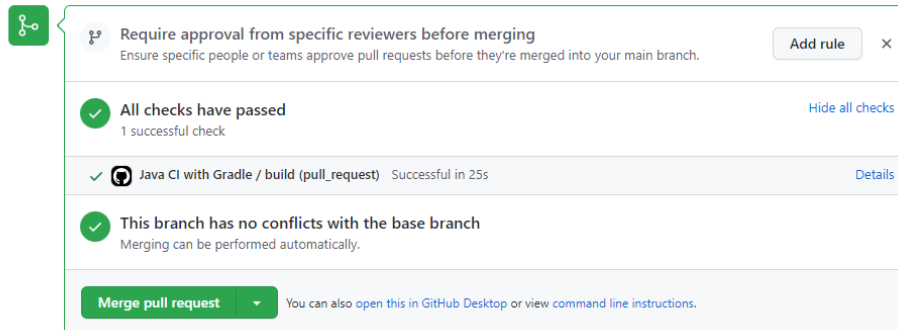 Require approval from specific reviewers before merging
Ensure specific people or teams approve pull requests before they're merged into your main branch.
Add rule
All checks have passed
1 successful check
Hide all checks
Java CI with Gradle / build (pull_request) Successful in 25s
Details
This branch has no conflicts with the base branch
Merging can be performed automatically.
Merge pull request
You can also open this in GitHub Desktop or view command line instructions.